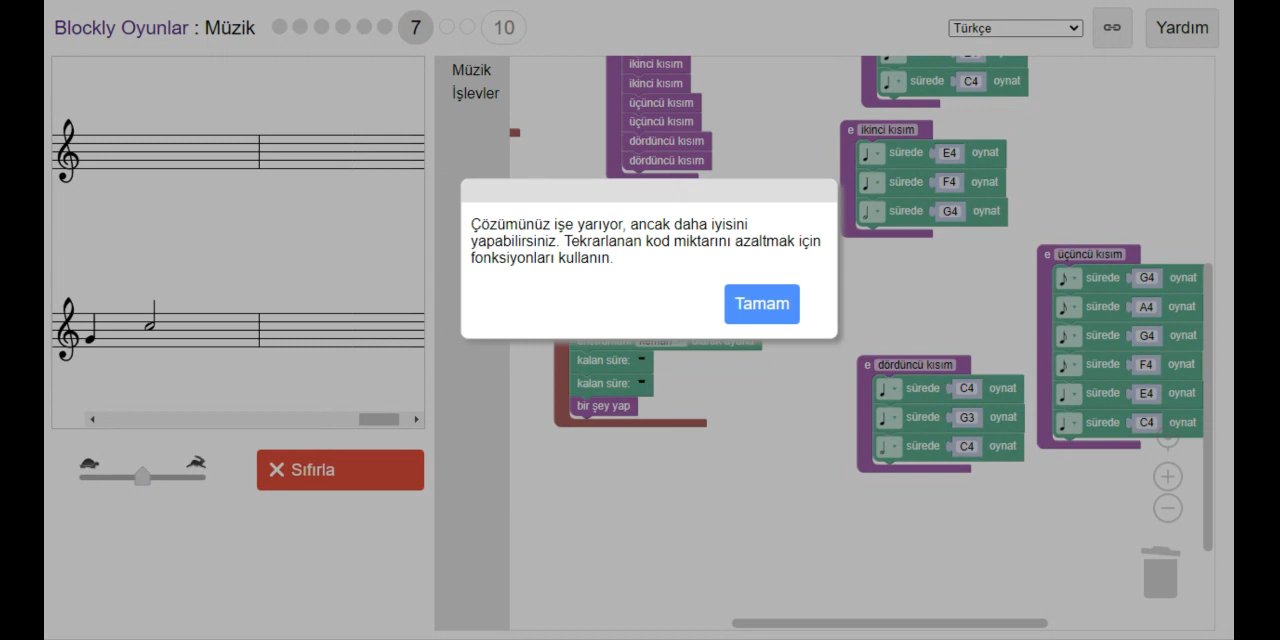 Blockly Oyunlar : Müzik
7
10
Türkçe
Yardım
Müzik
İşlevler
ikinci kısım
ikinci kısım
üçüncü kısım
üçüncü kısım
dördüncü kısım
dördüncü kısım
sürede C4 oynat
e ikinci kısım
sürede E4 oynat
sürede F4 oynat
sürede G4 oynat
Çözümünüz işe yarıyor, ancak daha iyisini
yapabilirsiniz. Tekrarlanan kod miktarını azaltmak için
fonksiyonları kullanın.
Tamam
e üçüncü kısım
sürede G4 oynat
sürede A4 oynat
sürede G4 oynat
sürede F4 oynat
sürede E4 oynat
sürede C4 oynat
kalan süre:
kalan süre:
bir şey yap
e dördüncü kısım
sürede C4 oynat
sürede G3 oynat
sürede C4 oynat
Sıfırla